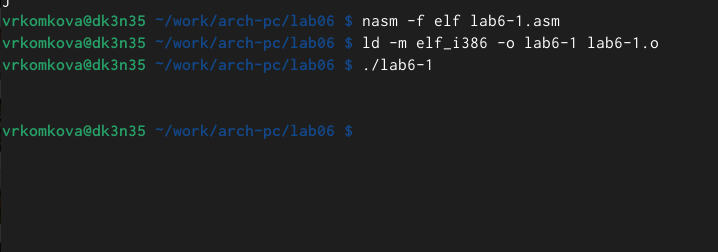 vrkomkova@dk3n35 ~/work/arch-pc/lab06 $ nasm -f elf lab6-1.asm
vrkomkova@dk3n35 ~/work/arch-pc/lab06 $ ld -m elf_i386 -o lab6-1 lab6-1.o
vrkomkova@dk3n35 ~/work/arch-pc/lab06 $ ./lab6-1
vrkomkova@dk3n35 ~/work/arch-pc/lab06 $